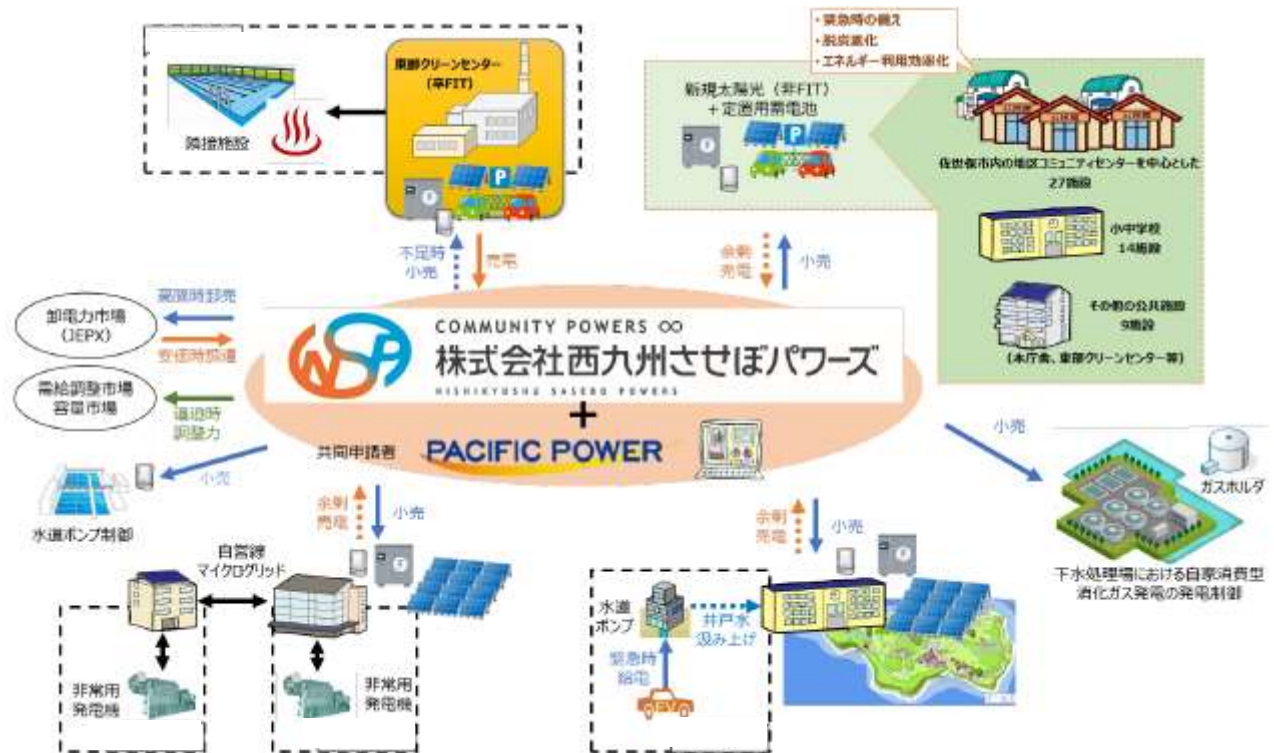 ・緊急時の備え
・脱炭素化
・エネルギー利用効率化
東部クリーンセンター
(卒FIT)
隣接施設
P
新規太陽光（非FIT）
＋定置用蓄電池
P
公民館
佐世保市内の地区コミュニティセンターを中心とした
27施設
小中学校
14施設
その他の公共施設
9施設
(本庁舎、東部クリーンセンター等)
不足時
小売
売電
余剰
売電
小売
卸電力市場
(JEPX)
高騰時卸売
安価時調達
需給調整市場
容量市場
逼迫時
調整力
COMMUNITY POWERS ∞
株式会社西九州させぼパワーズ
NISHIKYUSHU SASEBO POWERS
+
共同申請者
PACIFIC POWER
小売
水道ポンプ制御
余剰
売電
小売
余剰
売電
小売
小売
ガスホルダ
下水処理場における自家消費型
消化ガス発電の発電制御
自営線
マイクログリッド
非常用
発電機
非常用
発電機
水道
ポンプ
井戸水
汲み上げ
緊急時
給電
EV